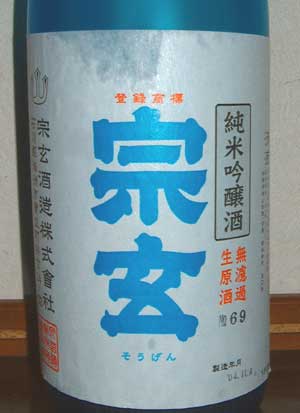 登録商標
宗玄
そうげん
純米吟醸酒
無濾過
生原酒
69
製造年月
宗玄酒造株式會社